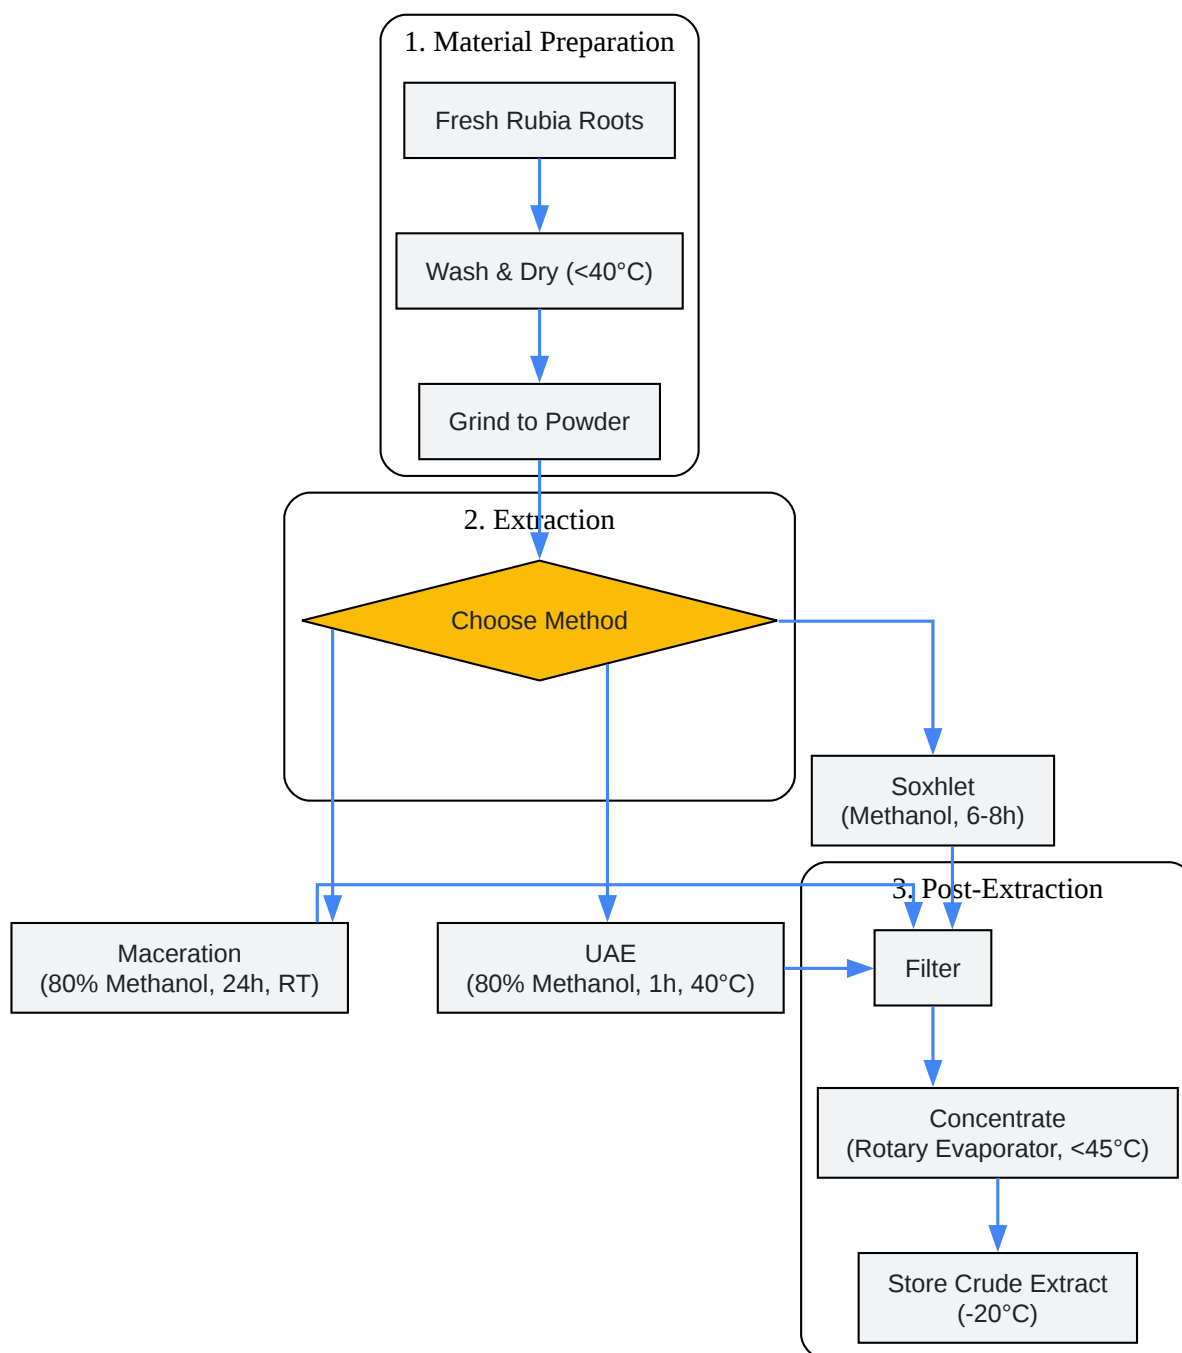 1. Material Preparation
Fresh Rubia Roots
Wash & Dry (<40°C)
Grind to Powder
2. Extraction
Choose Method
Soxhlet
(Methanol, 6-8h)
3. Post-Extraction
Maceration
(80% Methanol, 24h, RT)
UAE
(80% Methanol, 1h, 40°C)
Filter
Concentrate
(Rotary Evaporator, <45°C)
Store Crude Extract
(-20°C)